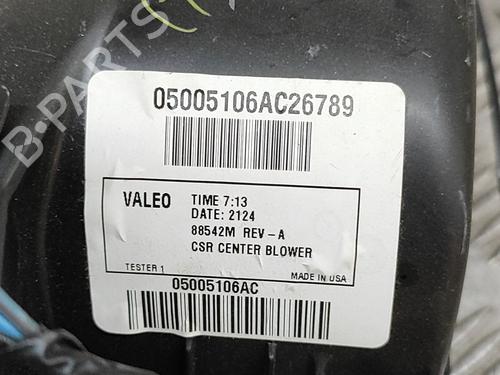 B-PARTS
05005106AC26789
VALEO
TIME 7:13
DATE: 2124
88542M REV-A
CSR CENTER BLOWER
TESTER 1
MADE IN USA
05005106AC